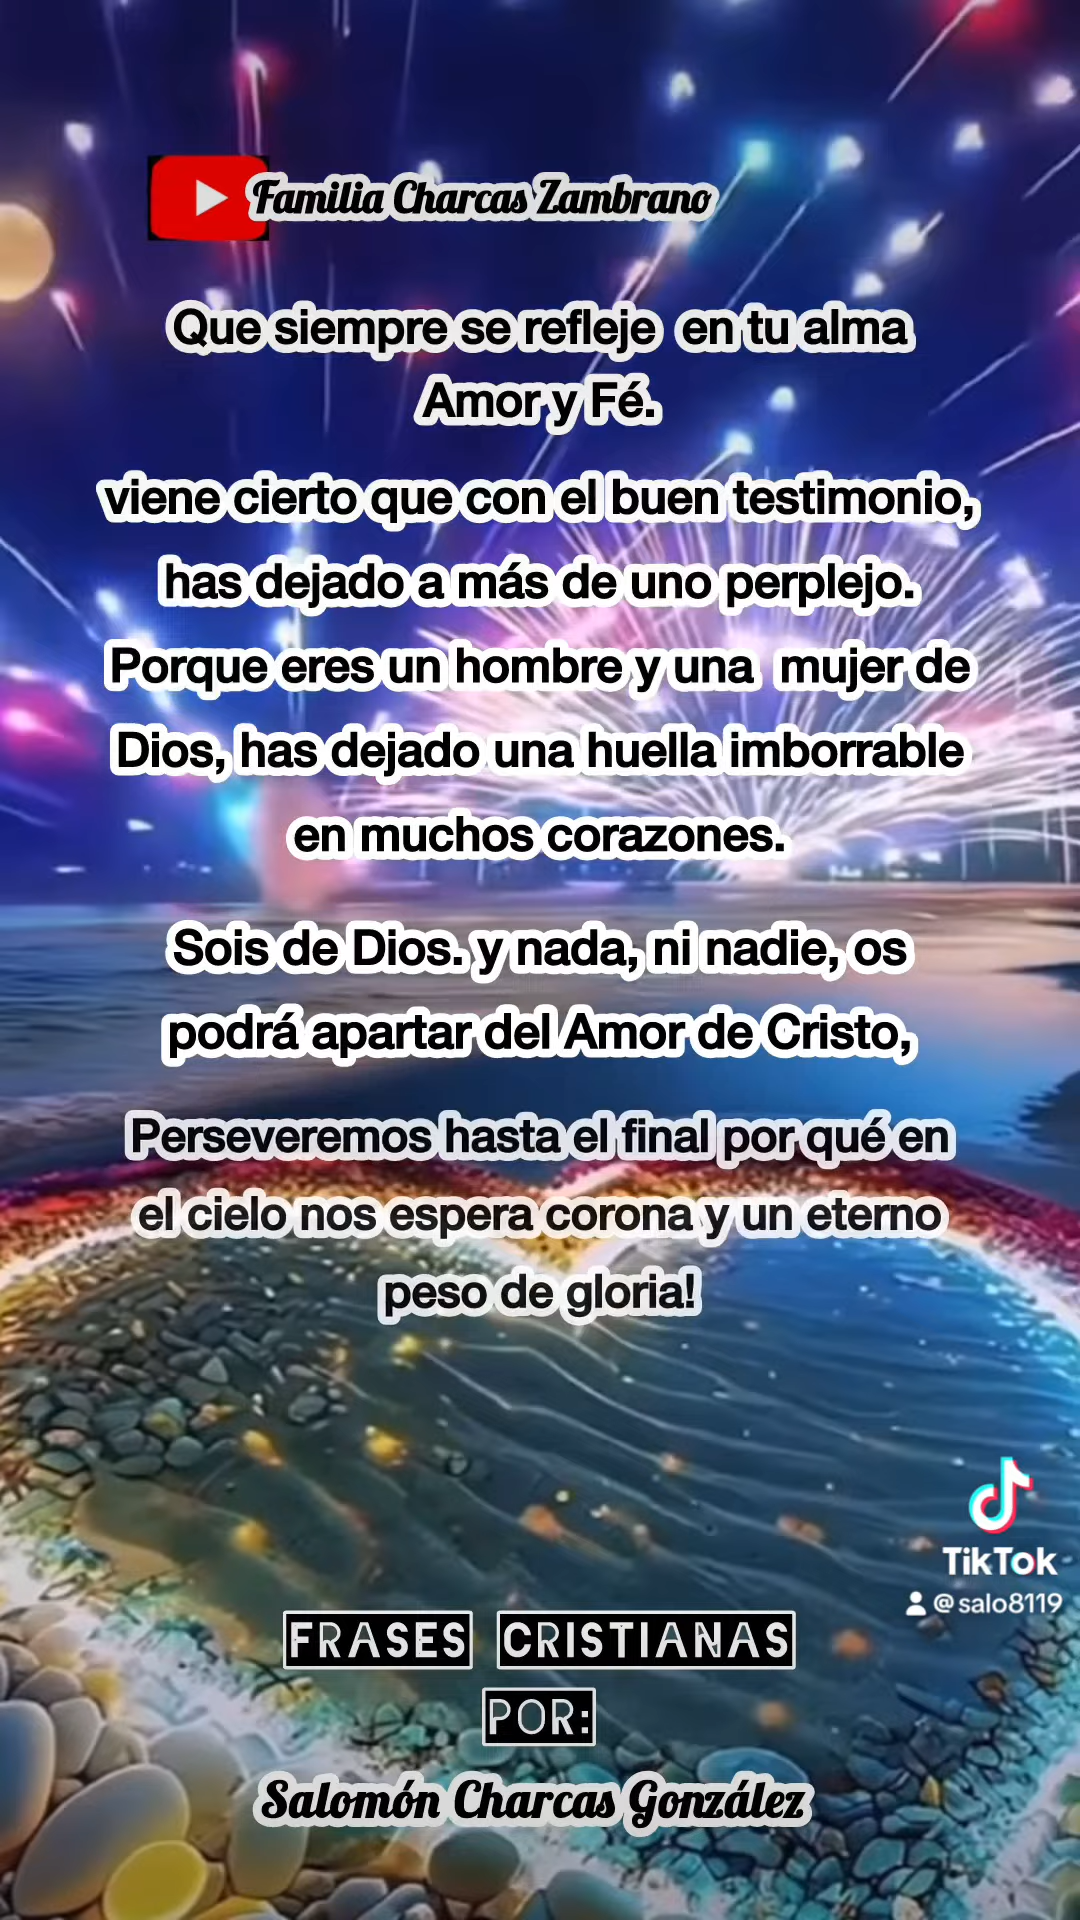 Familia Charcas Zambrano
Que siempre se refleje en tu alma
Amor y Fé.
viene cierto que con el buen testimonio,
has dejado a más de uno perplejo.
Porque eres un hombre y una mujer de
Dios, has dejado una huella imborrable
en muchos corazones.
Sois de Dios. y nada, ni nadie, os
podrá apartar del Amor de Cristo,
Perseveremos hasta el final por qué en
el cielo nos espera corona y un eterno
peso de gloria!
TikTok
@salo8119
FRASES CRISTIANAS
POR:
Salomón Charcas González